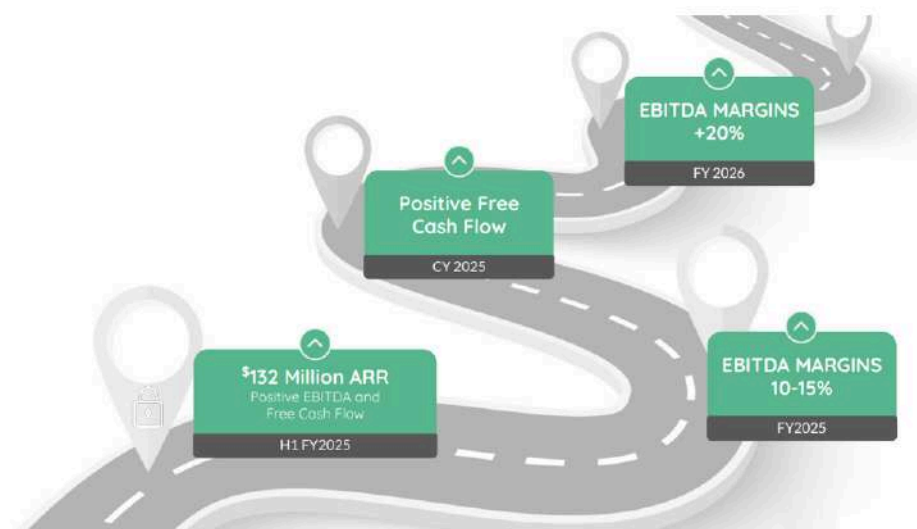 $132 Million ARR
Positive EBITDA and
Free Cash Flow
H1 FY2025
EBITDA MARGINS
10-15%
FY2025
Positive Free
Cash Flow
CY 2025
EBITDA MARGINS
+20%
FY 2026